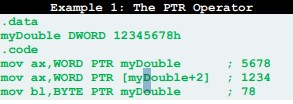 Example 1: The PTR Operator
.data
myDouble DWORD 12345678h
.code
mov ax,WORD PTR myDouble ; 5678
mov ax,WORD PTR [myDouble+2] ; 1234
mov bl,BYTE PTR myDouble ; 78